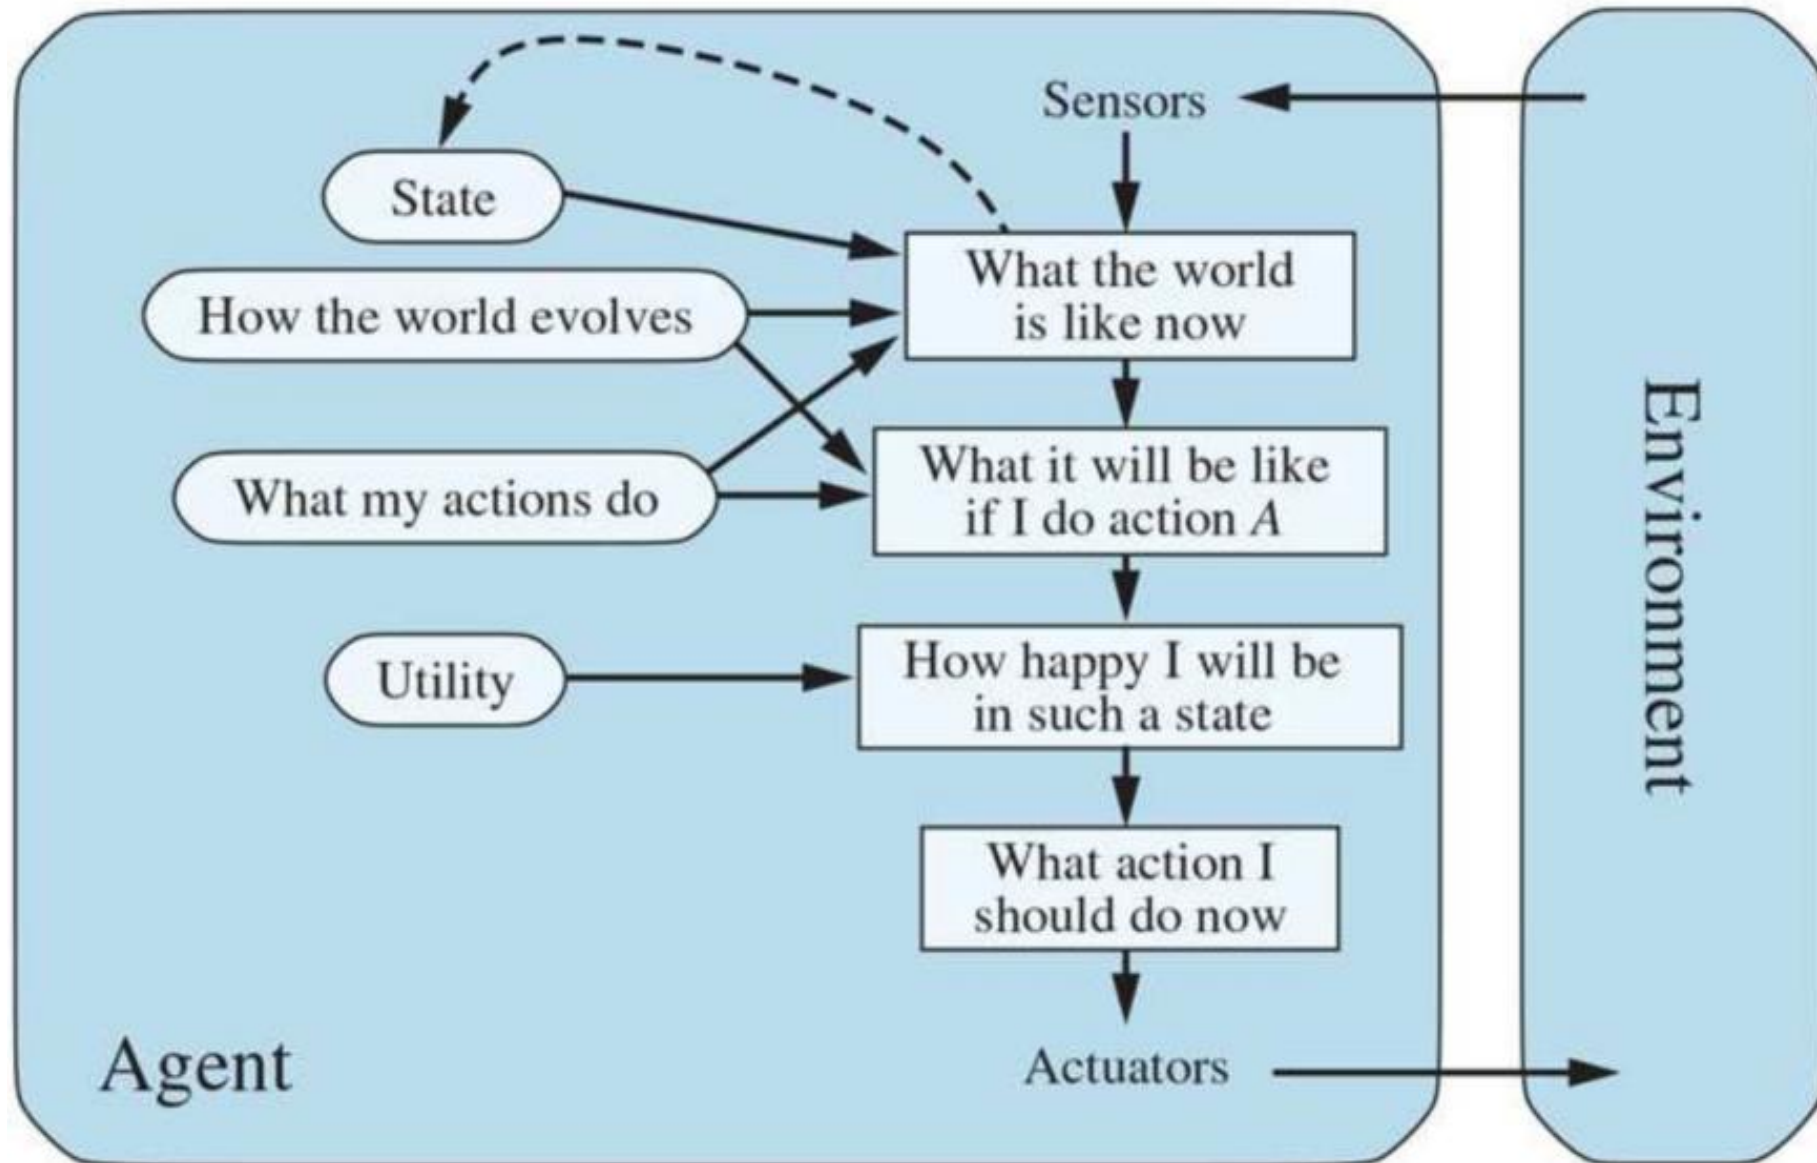 Sensors
State
What the world
is like now
How the world evolves
What it will be like
if I do action A
What my actions do
How happy I will be
in such a state
Utility
What action I
should do now
Agent
Actuators
Environment